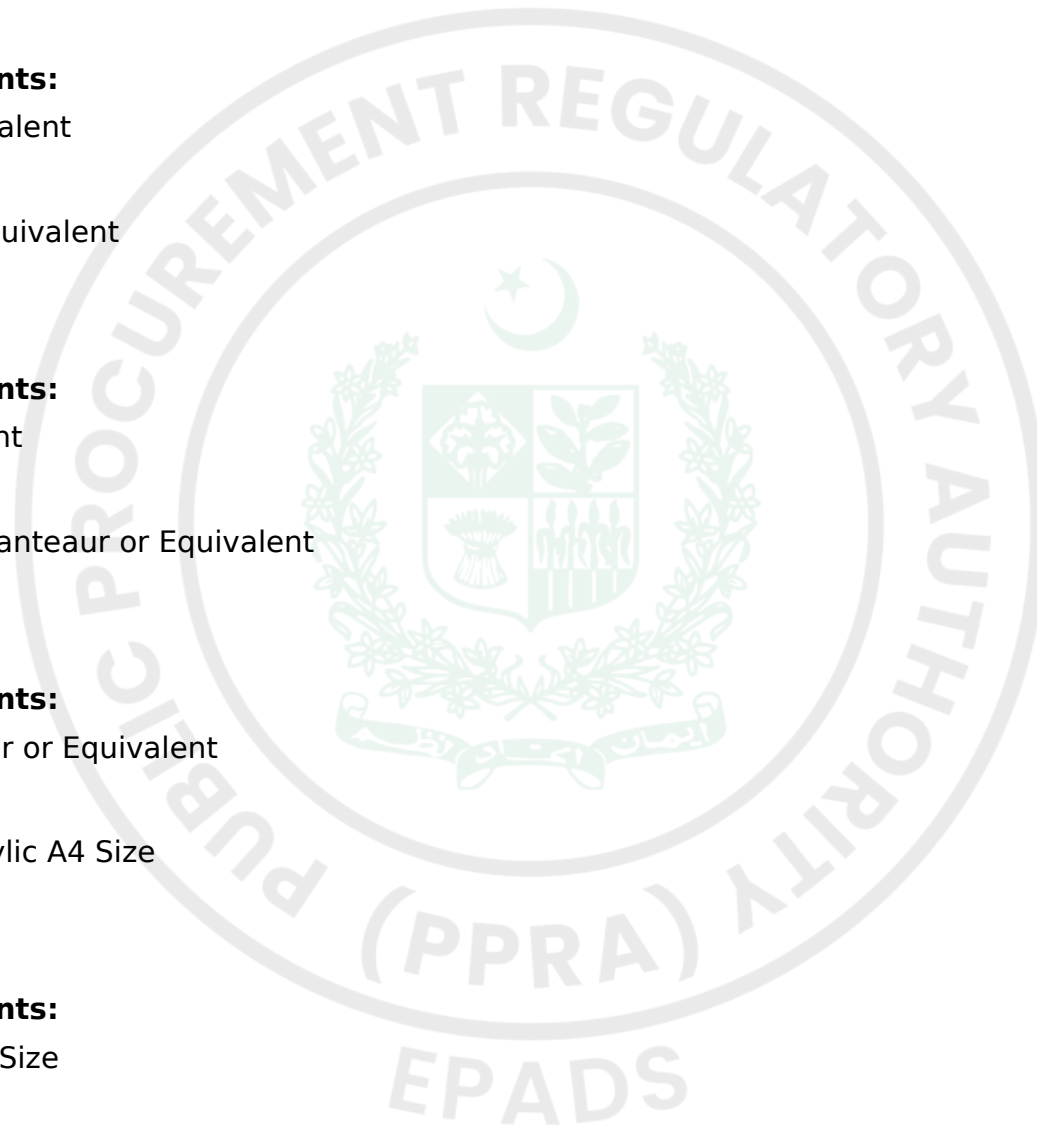 nts:
alent
uivalent
nts:
nt
anteaur or Equivalent
nts:
r or Equivalent
ylic A4 Size
nts:
Size
PUBLIC PROCUREMENT REGULATORY AUTHORITY
(PPRA)
EPADS